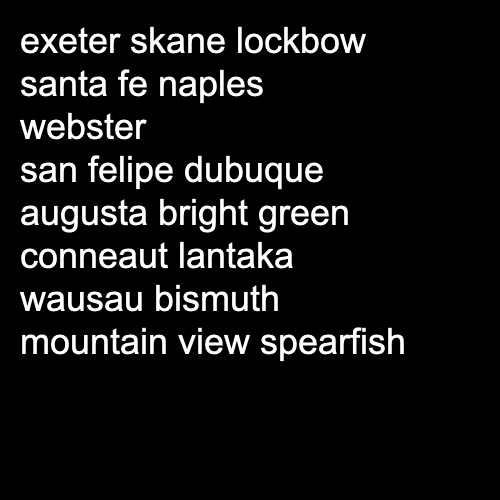 exeter skane lockbow
santa fe naples
webster
san felipe dubuque
augusta bright green
conneaut lantaka
wausau bismuth
mountain view spearfish